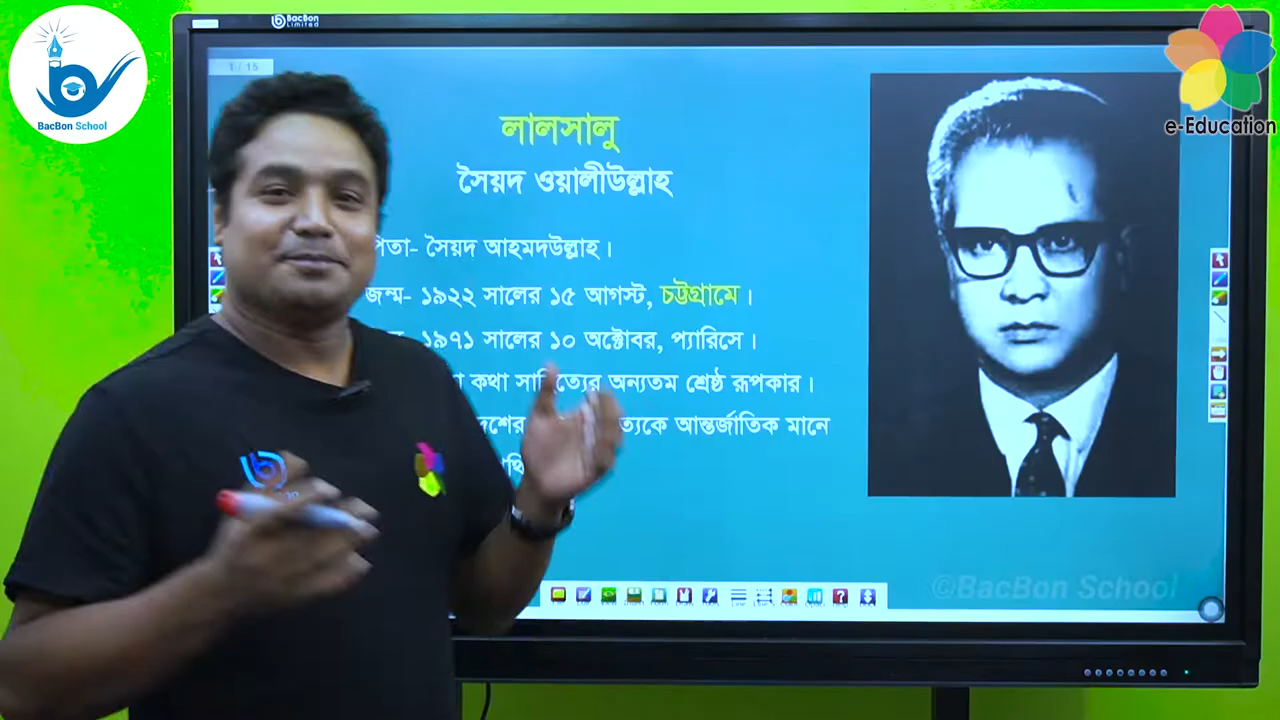 BacBon
Limited
BacBon School
e-Education
1 / 15
লালসালু
সৈয়দ ওয়ালীউল্লাহ
পিতা- সৈয়দ আহমদউল্লাহ।
জন্ম- ১৯২২ সালের ১৫ আগস্ট, চট্টগ্রামে।
- ১৯৭১ সালের ১০ অক্টোবর, প্যারিসে।
কথা সাহিত্যের অন্যতম শ্রেষ্ঠ রূপকার।
আন্তর্জাতিক মানে
©BacBon School